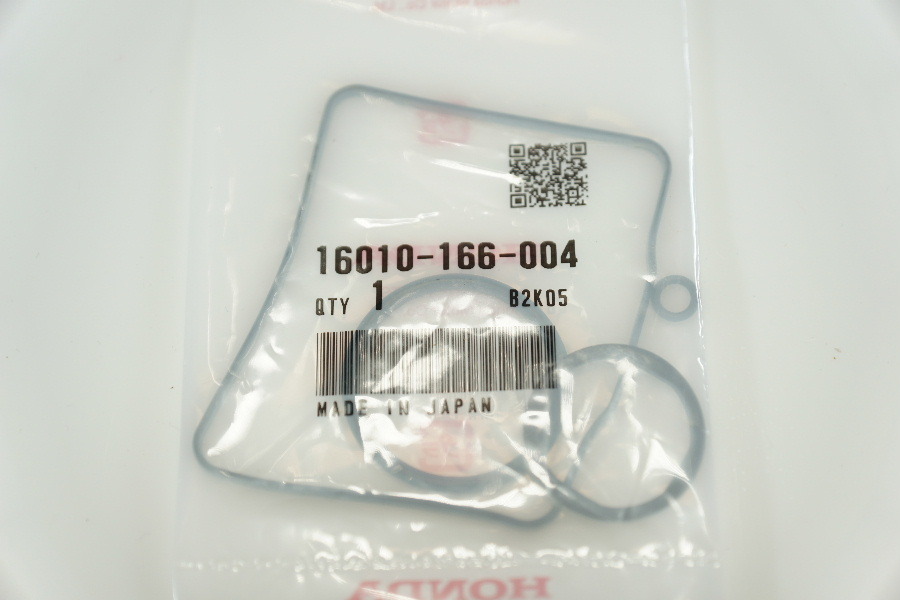 16010-166-004
QTY 1 B2K05
MADE IN JAPAN
HONDA